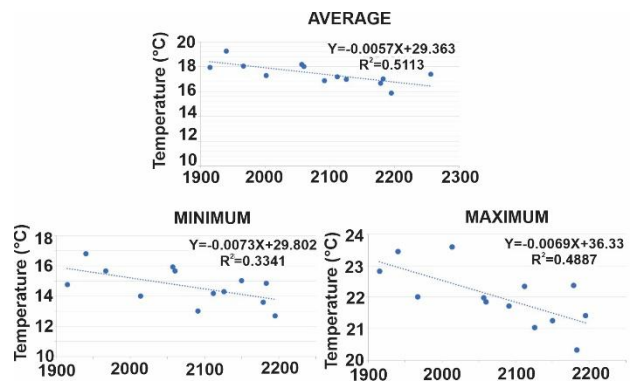 AVERAGE
Temperature (°C)
20
18
16
14
12
10
Y=-0.0057X+29.363
R²=0.5113
1900 2000 2100 2200 2300
MINIMUM
Temperature (°C)
18
16
14
12
10
Y=-0.0073X+29.802
R²=0.3341
1900 2000 2100 2200
MAXIMUM
Temperature (°C)
24
23
22
21
20
Y=-0.0069X+36.33
R²=0.4887
1900 2000 2100 2200